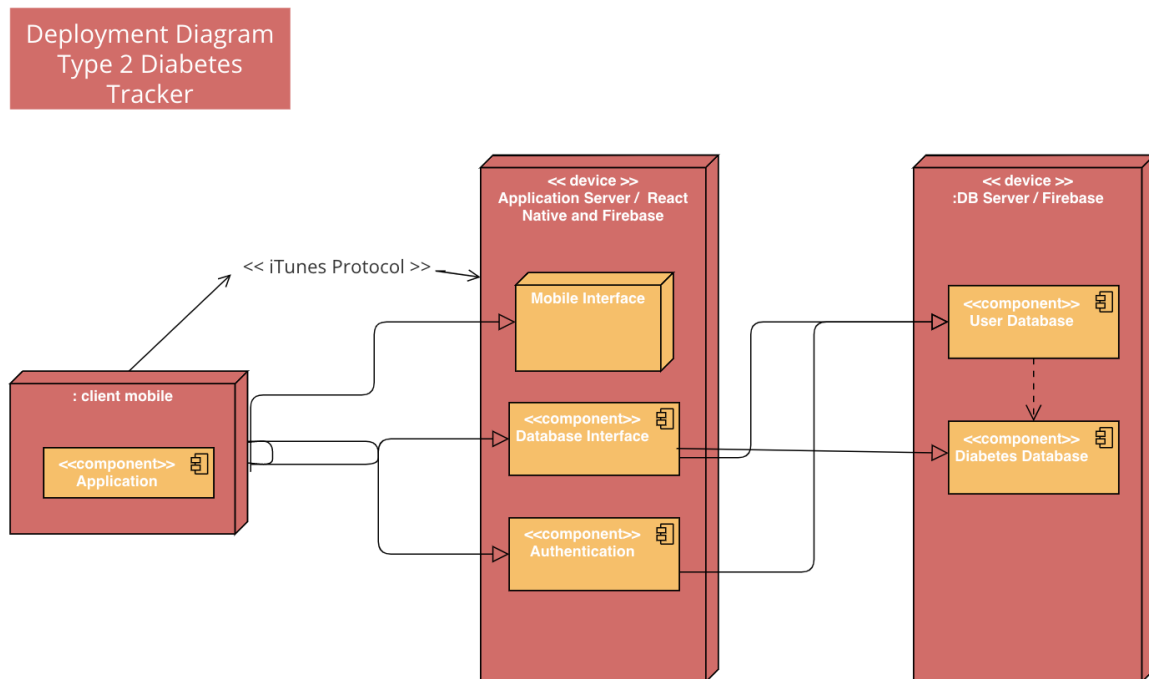 Deployment Diagram
Type 2 Diabetes
Tracker
<< iTunes Protocol >>
: client mobile
<<component>>
Application
<< device >>
Application Server /  React
Native and Firebase
Mobile Interface
<<component>>
Database Interface
<<component>>
Authentication
<< device >>
:DB Server / Firebase
<<component>>
User Database
<<component>>
Diabetes Database